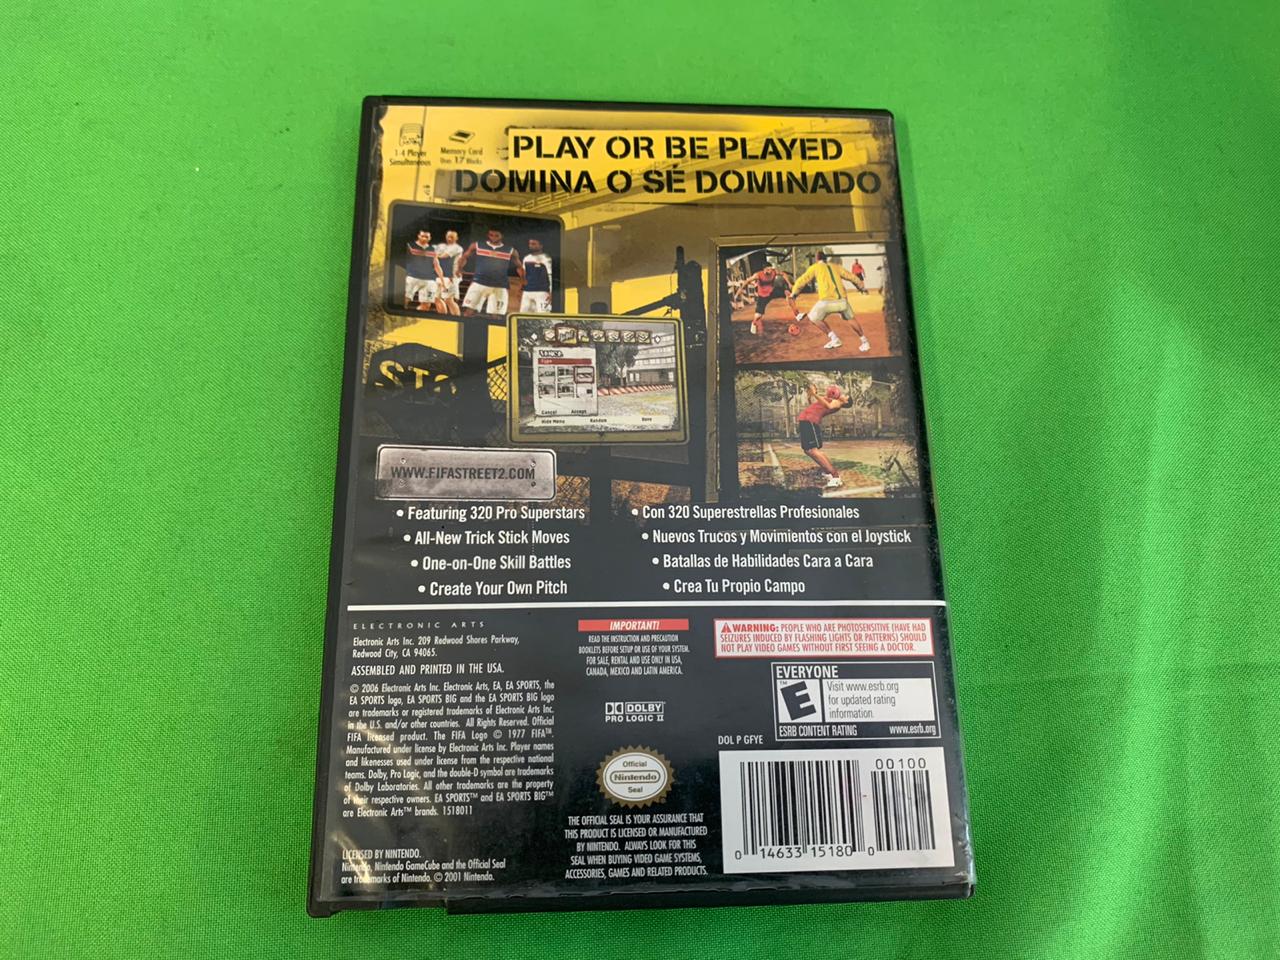 1-4 Player
Simultaneous
Memory Card
Uses 17 Blocks
PLAY OR BE PLAYED
DOMINA O SÉ DOMINADO
STO
Type
Cancel Accept
Hide Menu Random Save
WWW.FIFASTREET2.COM
• Featuring 320 Pro Superstars
• All-New Trick Stick Moves
• One-on-One Skill Battles
• Create Your Own Pitch
• Con 320 Superestrellas Profesionales
• Nuevos Trucos y Movimientos con el Joystick
• Batallas de Habilidades Cara a Cara
• Crea Tu Propio Campo
ELECTRONIC ARTS
Electronic Arts Inc. 209 Redwood Shores Parkway,
Redwood City, CA 94065.
ASSEMBLED AND PRINTED IN THE USA.
© 2006 Electronic Arts Inc. Electronic Arts, EA, EA SPORTS, the
EA SPORTS logo, EA SPORTS BIG and the EA SPORTS BIG logo
are trademarks or registered trademarks of Electronic Arts Inc.
in the U.S. and/or other countries. All Rights Reserved. Official
FIFA licensed product. The FIFA Logo © 1977 FIFA™.
Manufactured under license by Electronic Arts Inc. Player names
and likenesses used under license from the respective national
teams. Dolby, Pro Logic, and the double-D symbol are trademarks
of Dolby Laboratories. All other trademarks are the property
of their respective owners. EA SPORTS™ and EA SPORTS BIG™
are Electronic Arts™ brands. 1518011
LICENSED BY NINTENDO.
Nintendo, Nintendo GameCube and the Official Seal
are trademarks of Nintendo. © 2001 Nintendo.
IMPORTANT!
READ THE INSTRUCTION AND PRECAUTION
BOOKLETS BEFORE SETUP OR USE OF YOUR SYSTEM.
FOR SALE, RENTAL AND USE ONLY IN USA,
CANADA, MEXICO AND LATIN AMERICA.
DOLBY
PRO LOGIC II
Official
Nintendo
Seal
THE OFFICIAL SEAL IS YOUR ASSURANCE THAT
THIS PRODUCT IS LICENSED OR MANUFACTURED
BY NINTENDO. ALWAYS LOOK FOR THIS
SEAL WHEN BUYING VIDEO GAME SYSTEMS,
ACCESSORIES, GAMES AND RELATED PRODUCTS.
WARNING: PEOPLE WHO ARE PHOTOSENSITIVE (HAVE HAD
SEIZURES INDUCED BY FLASHING LIGHTS OR PATTERNS) SHOULD
NOT PLAY VIDEO GAMES WITHOUT FIRST SEEING A DOCTOR.
EVERYONE
E
™
Visit www.esrb.org
for updated rating
information.
ESRB CONTENT RATING www.esrb.org
DOL P GFYE
00100
0 14633 15180 0